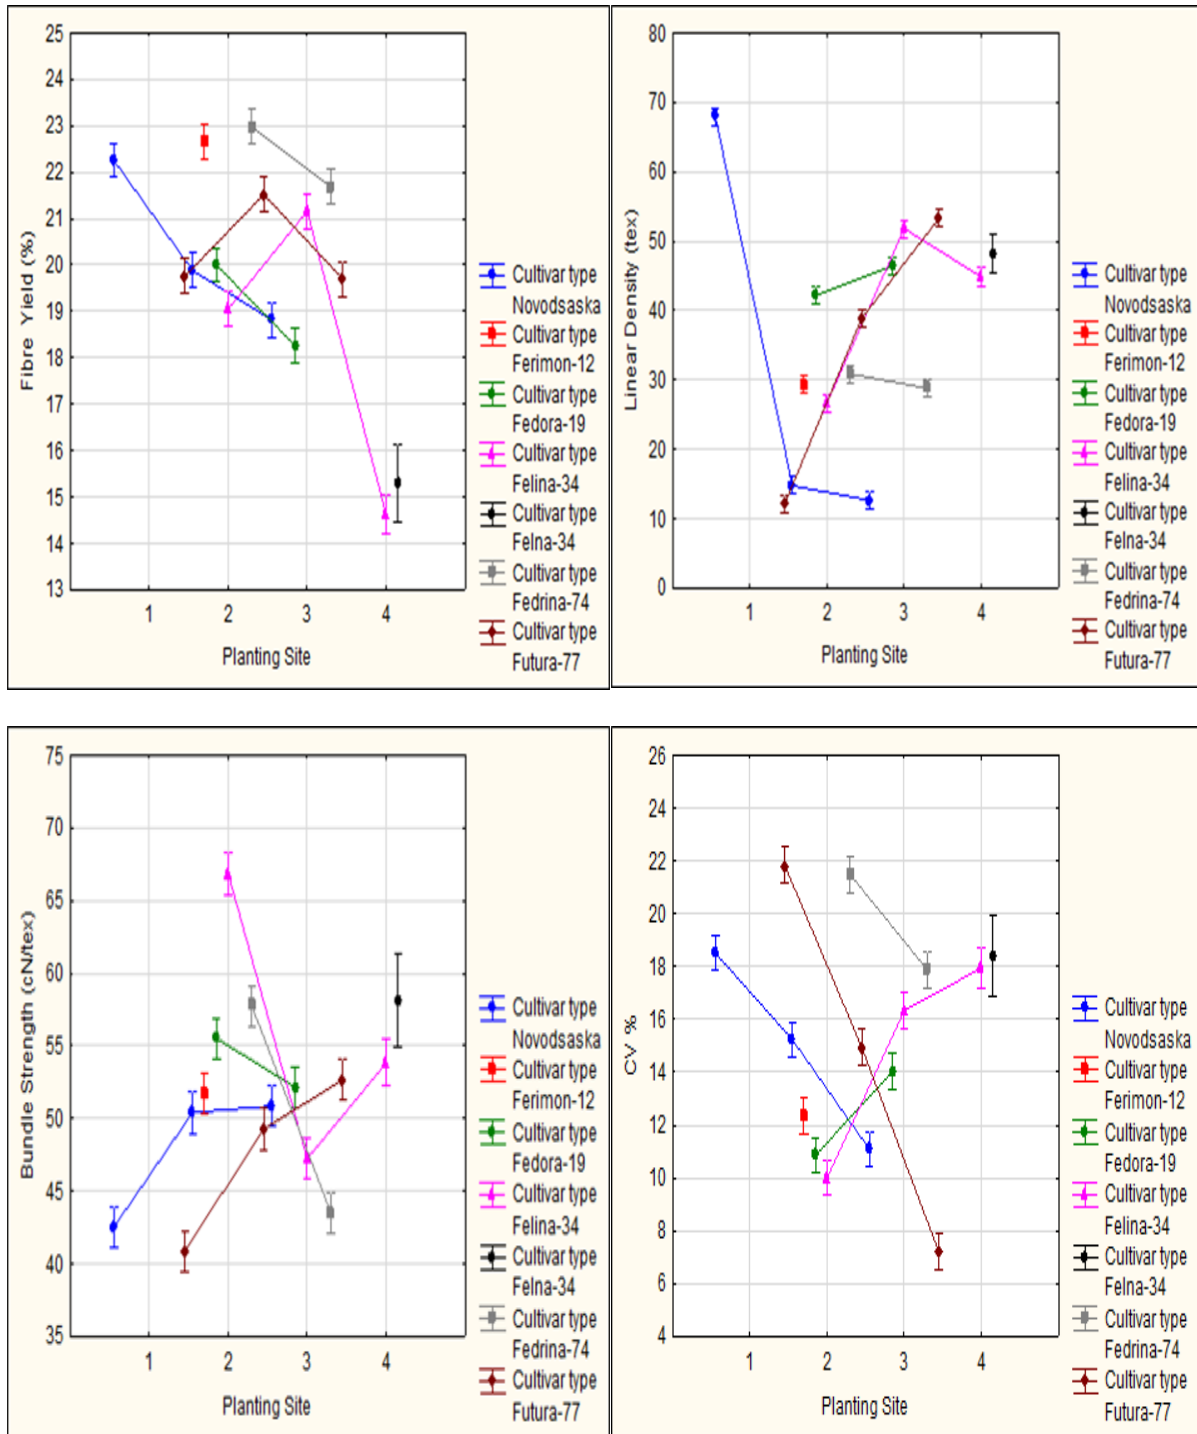 Fibre Yield (%)
25
24
23
22
21
20
19
18
17
16
15
14
13
1 2 3 4
Planting Site
Cultivar type
Novodsaska
Cultivar type
Ferimon-12
Cultivar type
Fedora-19
Cultivar type
Felina-34
Cultivar type
Felna-34
Cultivar type
Fedrina-74
Cultivar type
Futura-77
Linear Density (tex)
80
70
60
50
40
30
20
10
0
1 2 3 4
Planting Site
Cultivar type
Novodsaska
Cultivar type
Ferimon-12
Cultivar type
Fedora-19
Cultivar type
Felina-34
Cultivar type
Felna-34
Cultivar type
Fedrina-74
Cultivar type
Futura-77
Bundle Strength (cN/tex)
75
70
65
60
55
50
45
40
35
1 2 3 4
Planting Site
Cultivar type
Novodsaska
Cultivar type
Ferimon-12
Cultivar type
Fedora-19
Cultivar type
Felina-34
Cultivar type
Felna-34
Cultivar type
Fedrina-74
Cultivar type
Futura-77
CV %
26
24
22
20
18
16
14
12
10
8
6
4
1 2 3 4
Planting Site
Cultivar type
Novodsaska
Cultivar type
Ferimon-12
Cultivar type
Fedora-19
Cultivar type
Felina-34
Cultivar type
Felna-34
Cultivar type
Fedrina-74
Cultivar type
Futura-77